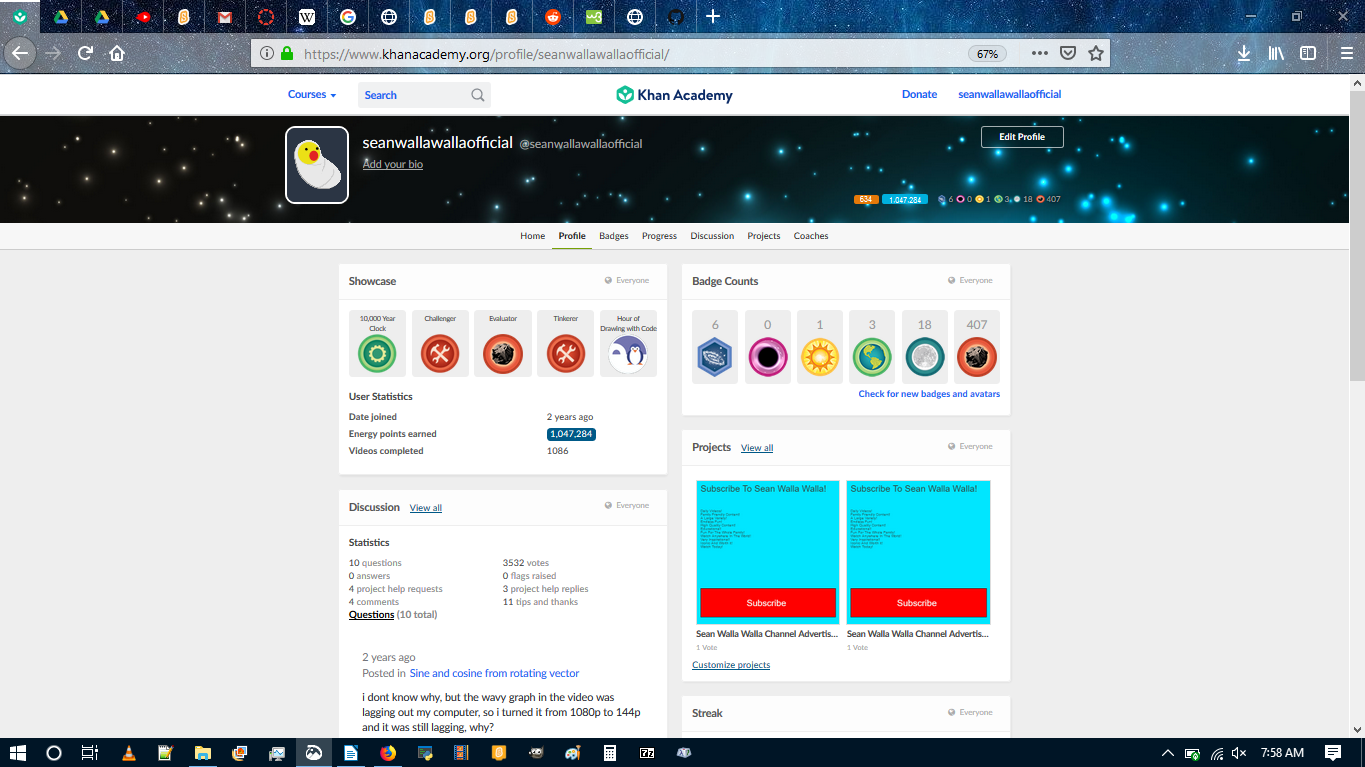 https://www.khanacademy.org/profile/seanwallawallaofficial/
67%
Courses
Search
Khan Academy
Donate
seanwallawallaofficial
seanwallawallaofficial @seanwallawallaofficial
Add your bio
Edit Profile
634 1,047,284 6 0 1 3 18 407
Home Profile Badges Progress Discussion Projects Coaches
Showcase
Everyone
10,000 Year
Clock
Challenger
Evaluator
Tinkerer
Hour of
Drawing with Code
User Statistics
Date joined 2 years ago
Energy points earned 1,047,284
Videos completed 1086
Badge Counts
Everyone
6 0 1 3 18 407
Check for new badges and avatars
Projects View all
Everyone
Subscribe To Sean Walla Walla!
Subscribe
Sean Walla Walla Channel Advertis...
1 Vote
Subscribe To Sean Walla Walla!
Subscribe
Sean Walla Walla Channel Advertis...
1 Vote
Customize projects
Discussion View all
Everyone
Statistics
10 questions 3532 votes
0 answers 0 flags raised
4 project help requests 3 project help replies
4 comments 11 tips and thanks
Questions (10 total)
2 years ago
Posted in Sine and cosine from rotating vector
i dont know why, but the wavy graph in the video was
lagging out my computer, so i turned it from 1080p to 144p
and it was still lagging, why?
Streak
Everyone
7:58 AM